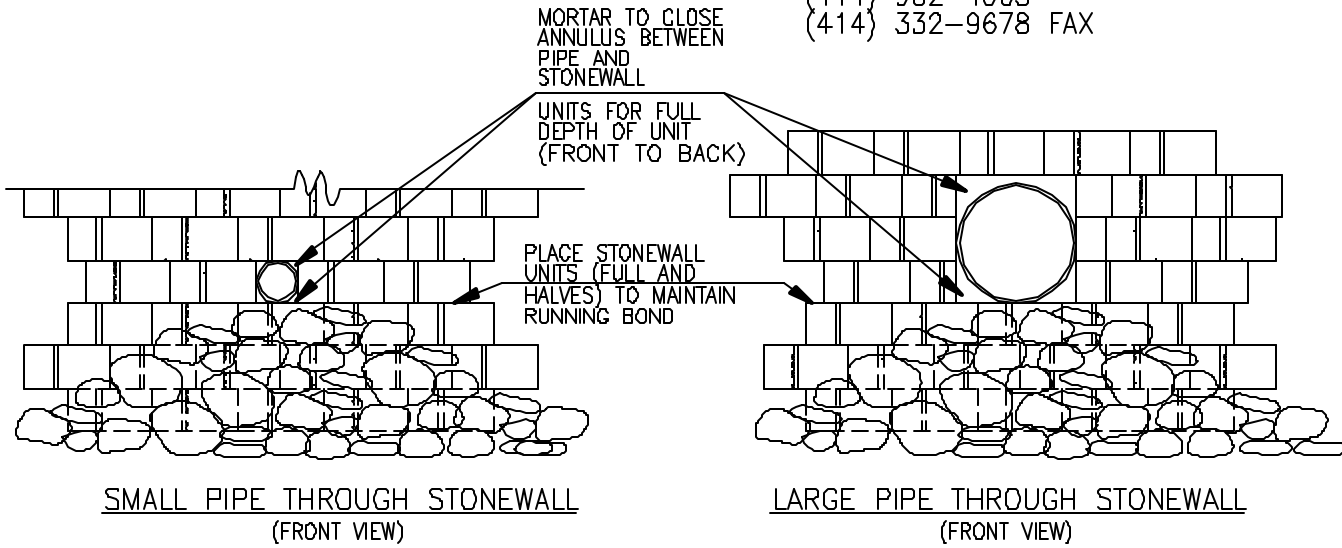 (414) 332-9678 FAX
MORTAR TO CLOSE
ANNULUS BETWEEN
PIPE AND
STONEWALL
UNITS FOR FULL
DEPTH OF UNIT
(FRONT TO BACK)
PLACE STONEWALL
UNITS (FULL AND
HALVES) TO MAINTAIN
RUNNING BOND
SMALL PIPE THROUGH STONEWALL
(FRONT VIEW)
LARGE PIPE THROUGH STONEWALL
(FRONT VIEW)